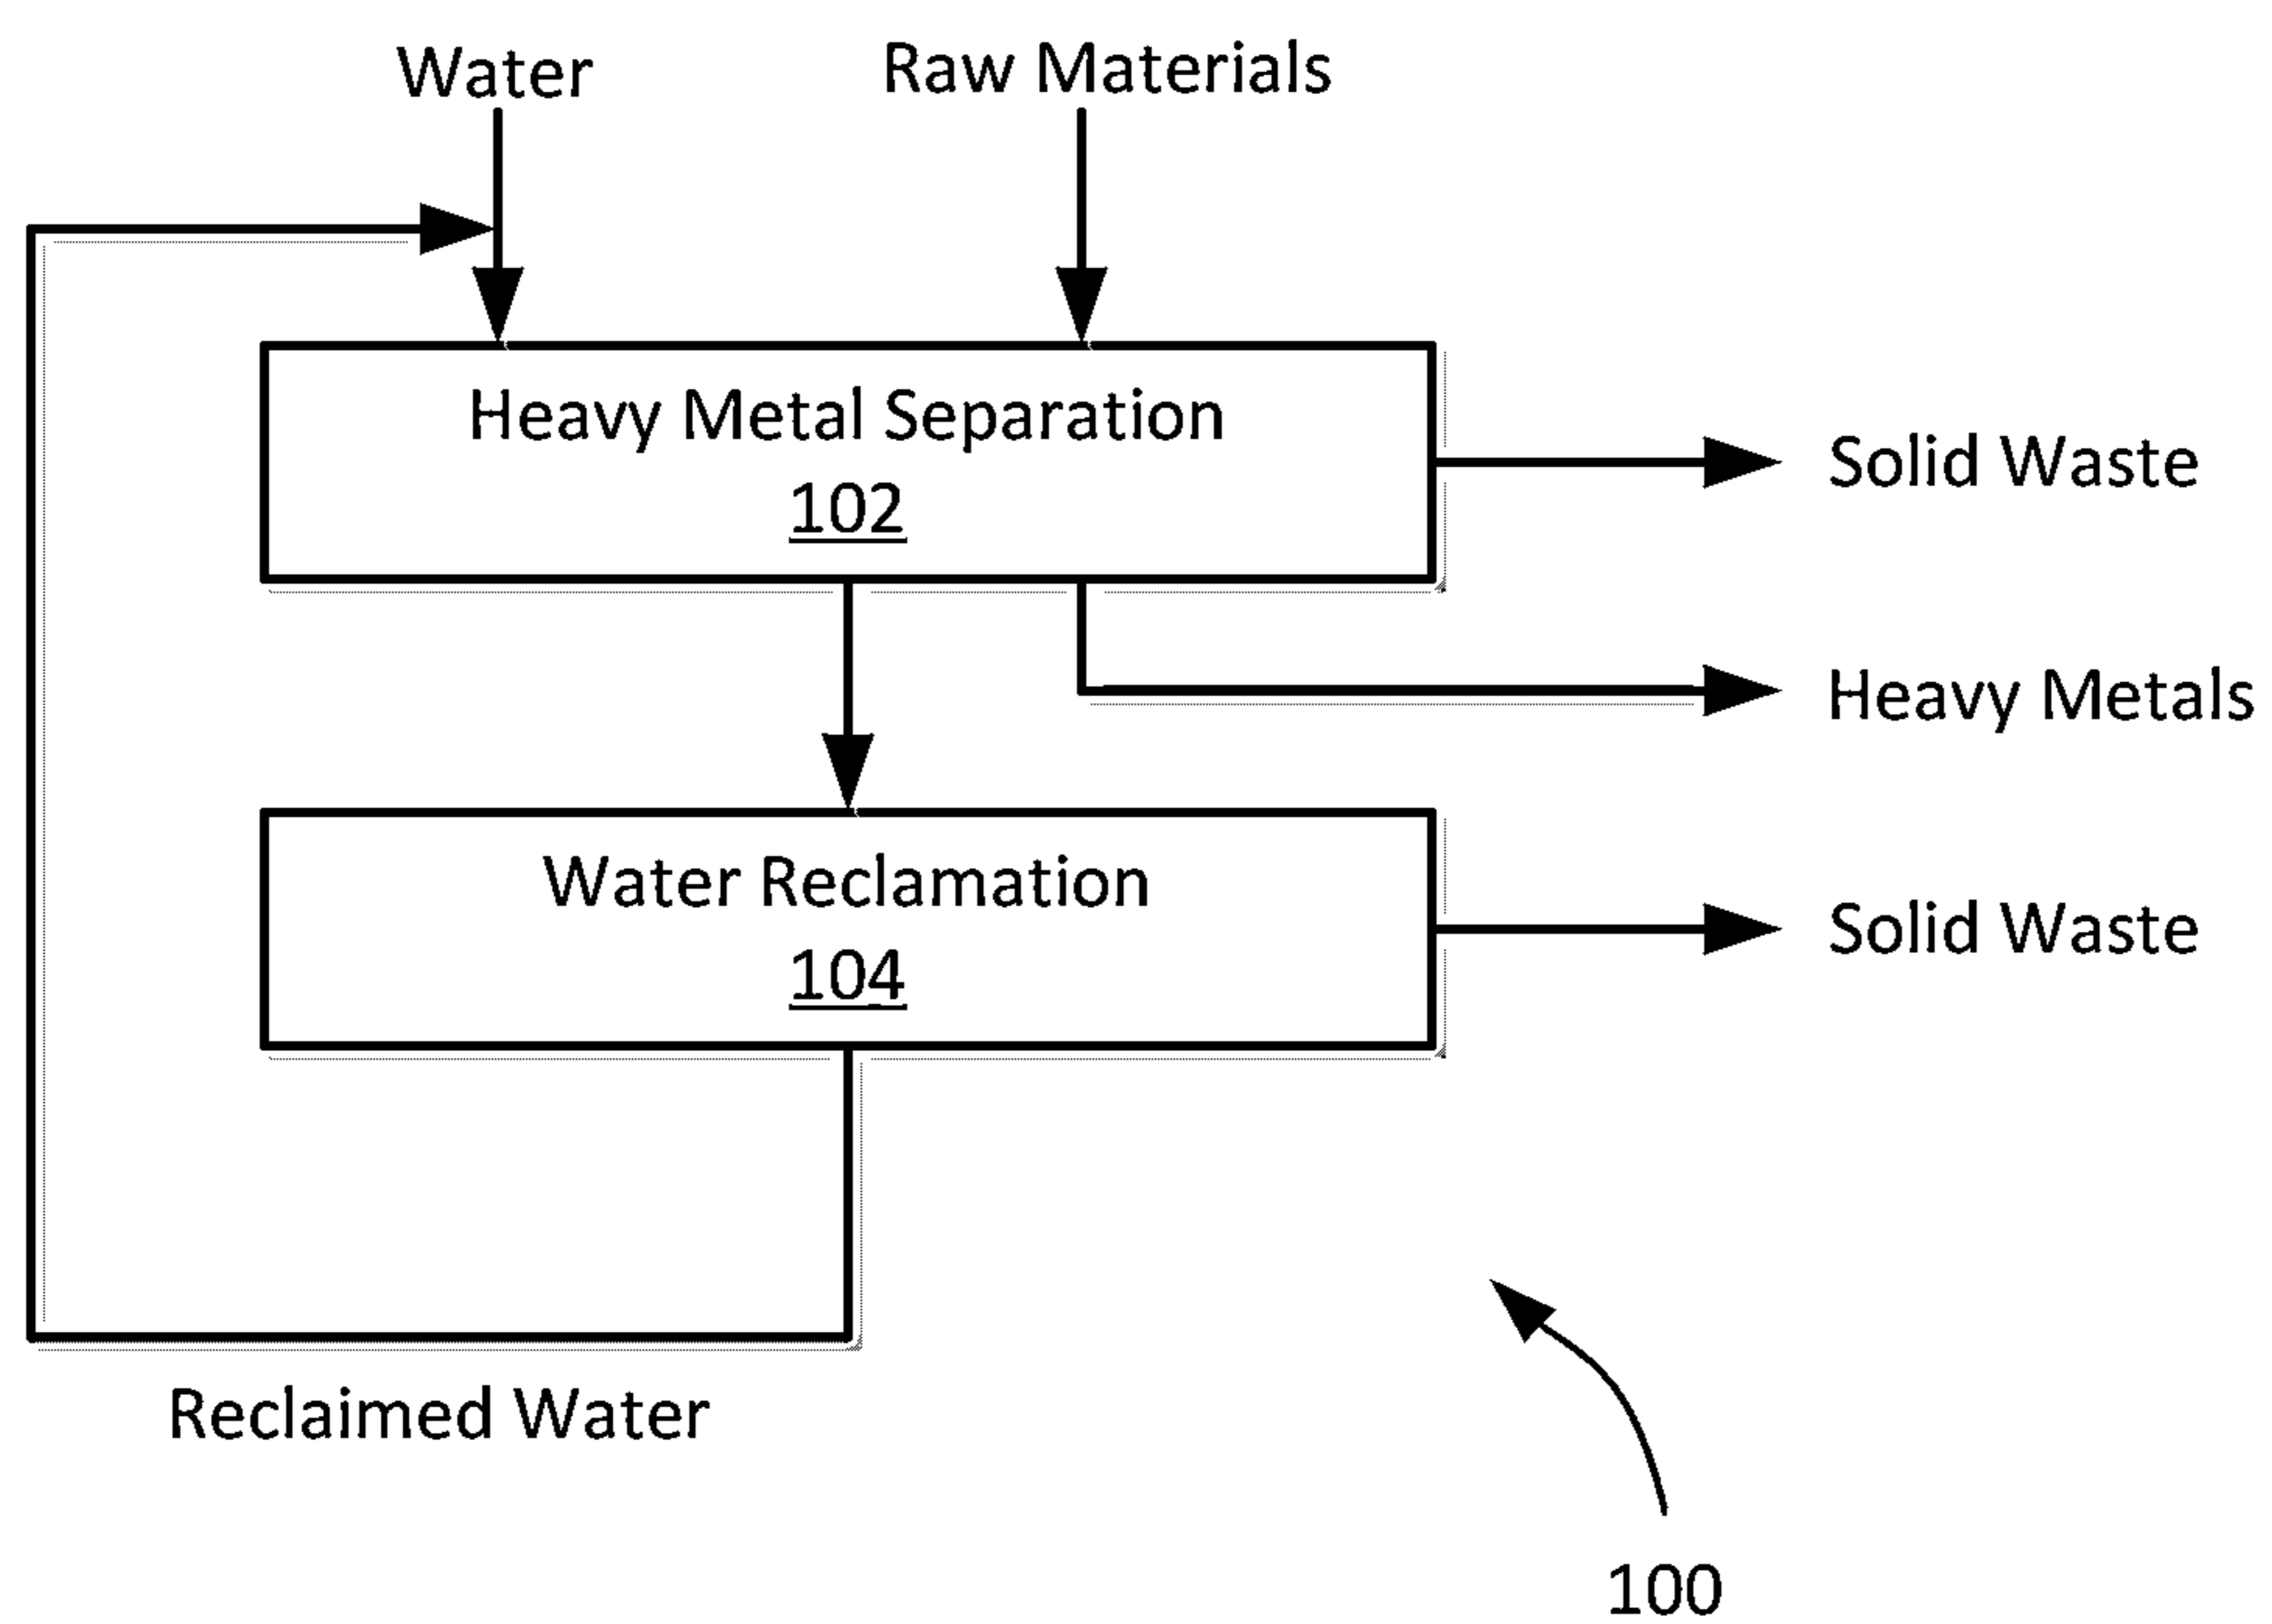 Water
Raw Materials
Heavy Metal Separation
102
Solid Waste
Heavy Metals
Water Reclamation
104
Solid Waste
Reclaimed Water
100